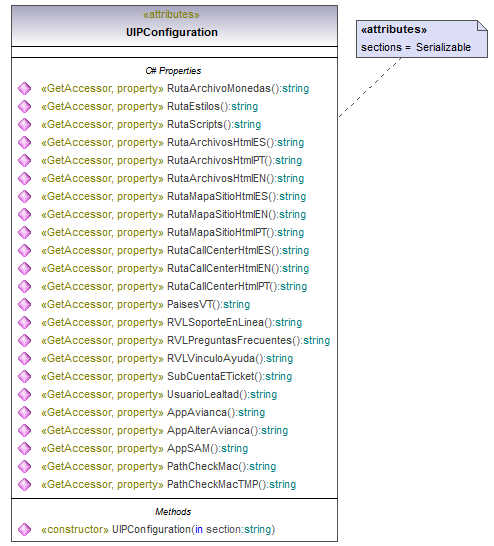 «attributes»
UIPConfiguration
C# Properties
«GetAccessor, property» RutaArchivoMonedas():string
«GetAccessor, property» RutaEstilos():string
«GetAccessor, property» RutaScripts():string
«GetAccessor, property» RutaArchivosHtmlES():string
«GetAccessor, property» RutaArchivosHtmlPT():string
«GetAccessor, property» RutaArchivosHtmlEN():string
«GetAccessor, property» RutaMapaSitioHtmlES():string
«GetAccessor, property» RutaMapaSitioHtmlEN():string
«GetAccessor, property» RutaMapaSitioHtmlPT():string
«GetAccessor, property» RutaCallCenterHtmlES():string
«GetAccessor, property» RutaCallCenterHtmlEN():string
«GetAccessor, property» RutaCallCenterHtmlPT():string
«GetAccessor, property» PaisesVT():string
«GetAccessor, property» RVLSoporteEnLinea():string
«GetAccessor, property» RVLPreguntasFrecuentes():string
«GetAccessor, property» RVLVinculoAyuda():string
«GetAccessor, property» SubCuentaETicket():string
«GetAccessor, property» UsuarioLealtad():string
«GetAccessor, property» AppAvianca():string
«GetAccessor, property» AppAlterAvianca():string
«GetAccessor, property» AppSAM():string
«GetAccessor, property» PathCheckMac():string
«GetAccessor, property» PathCheckMacTMP():string
Methods
«constructor» UIPConfiguration(in section:string)
«attributes»
sections = Serializable